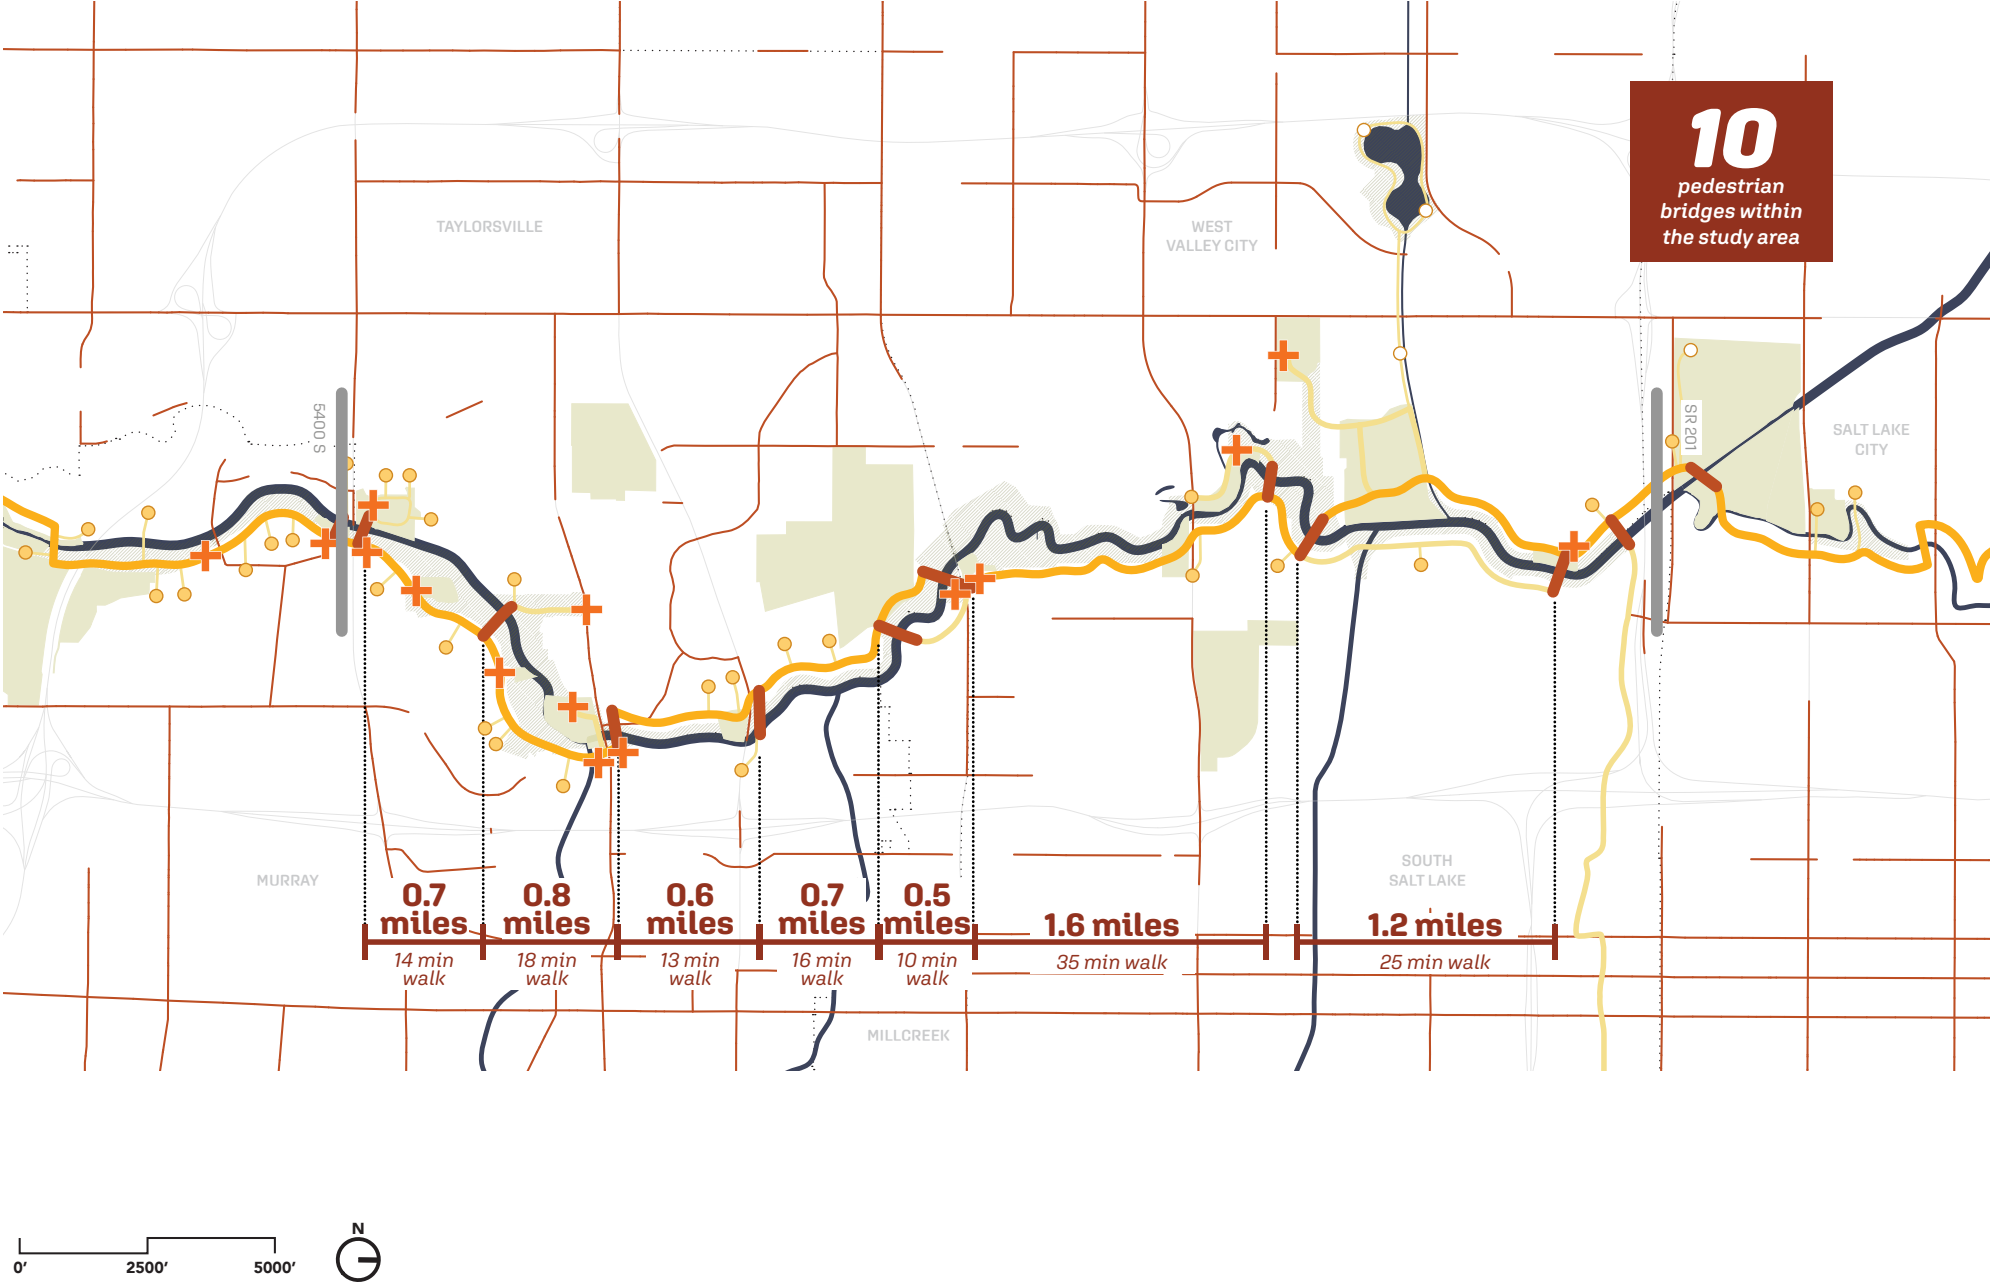 10
pedestrian
bridges within
the study area
TAYLORSVILLE
WEST
VALLEY CITY
5400 S
SR 201
SALT LAKE
CITY
MURRAY
SOUTH
SALT LAKE
0.7
miles
14 min
walk
0.8
miles
18 min
walk
0.6
miles
13 min
walk
0.7
miles
16 min
walk
0.5
miles
10 min
walk
1.6 miles
35 min walk
1.2 miles
25 min walk
MILLCREEK
N
0’
2500’
5000’